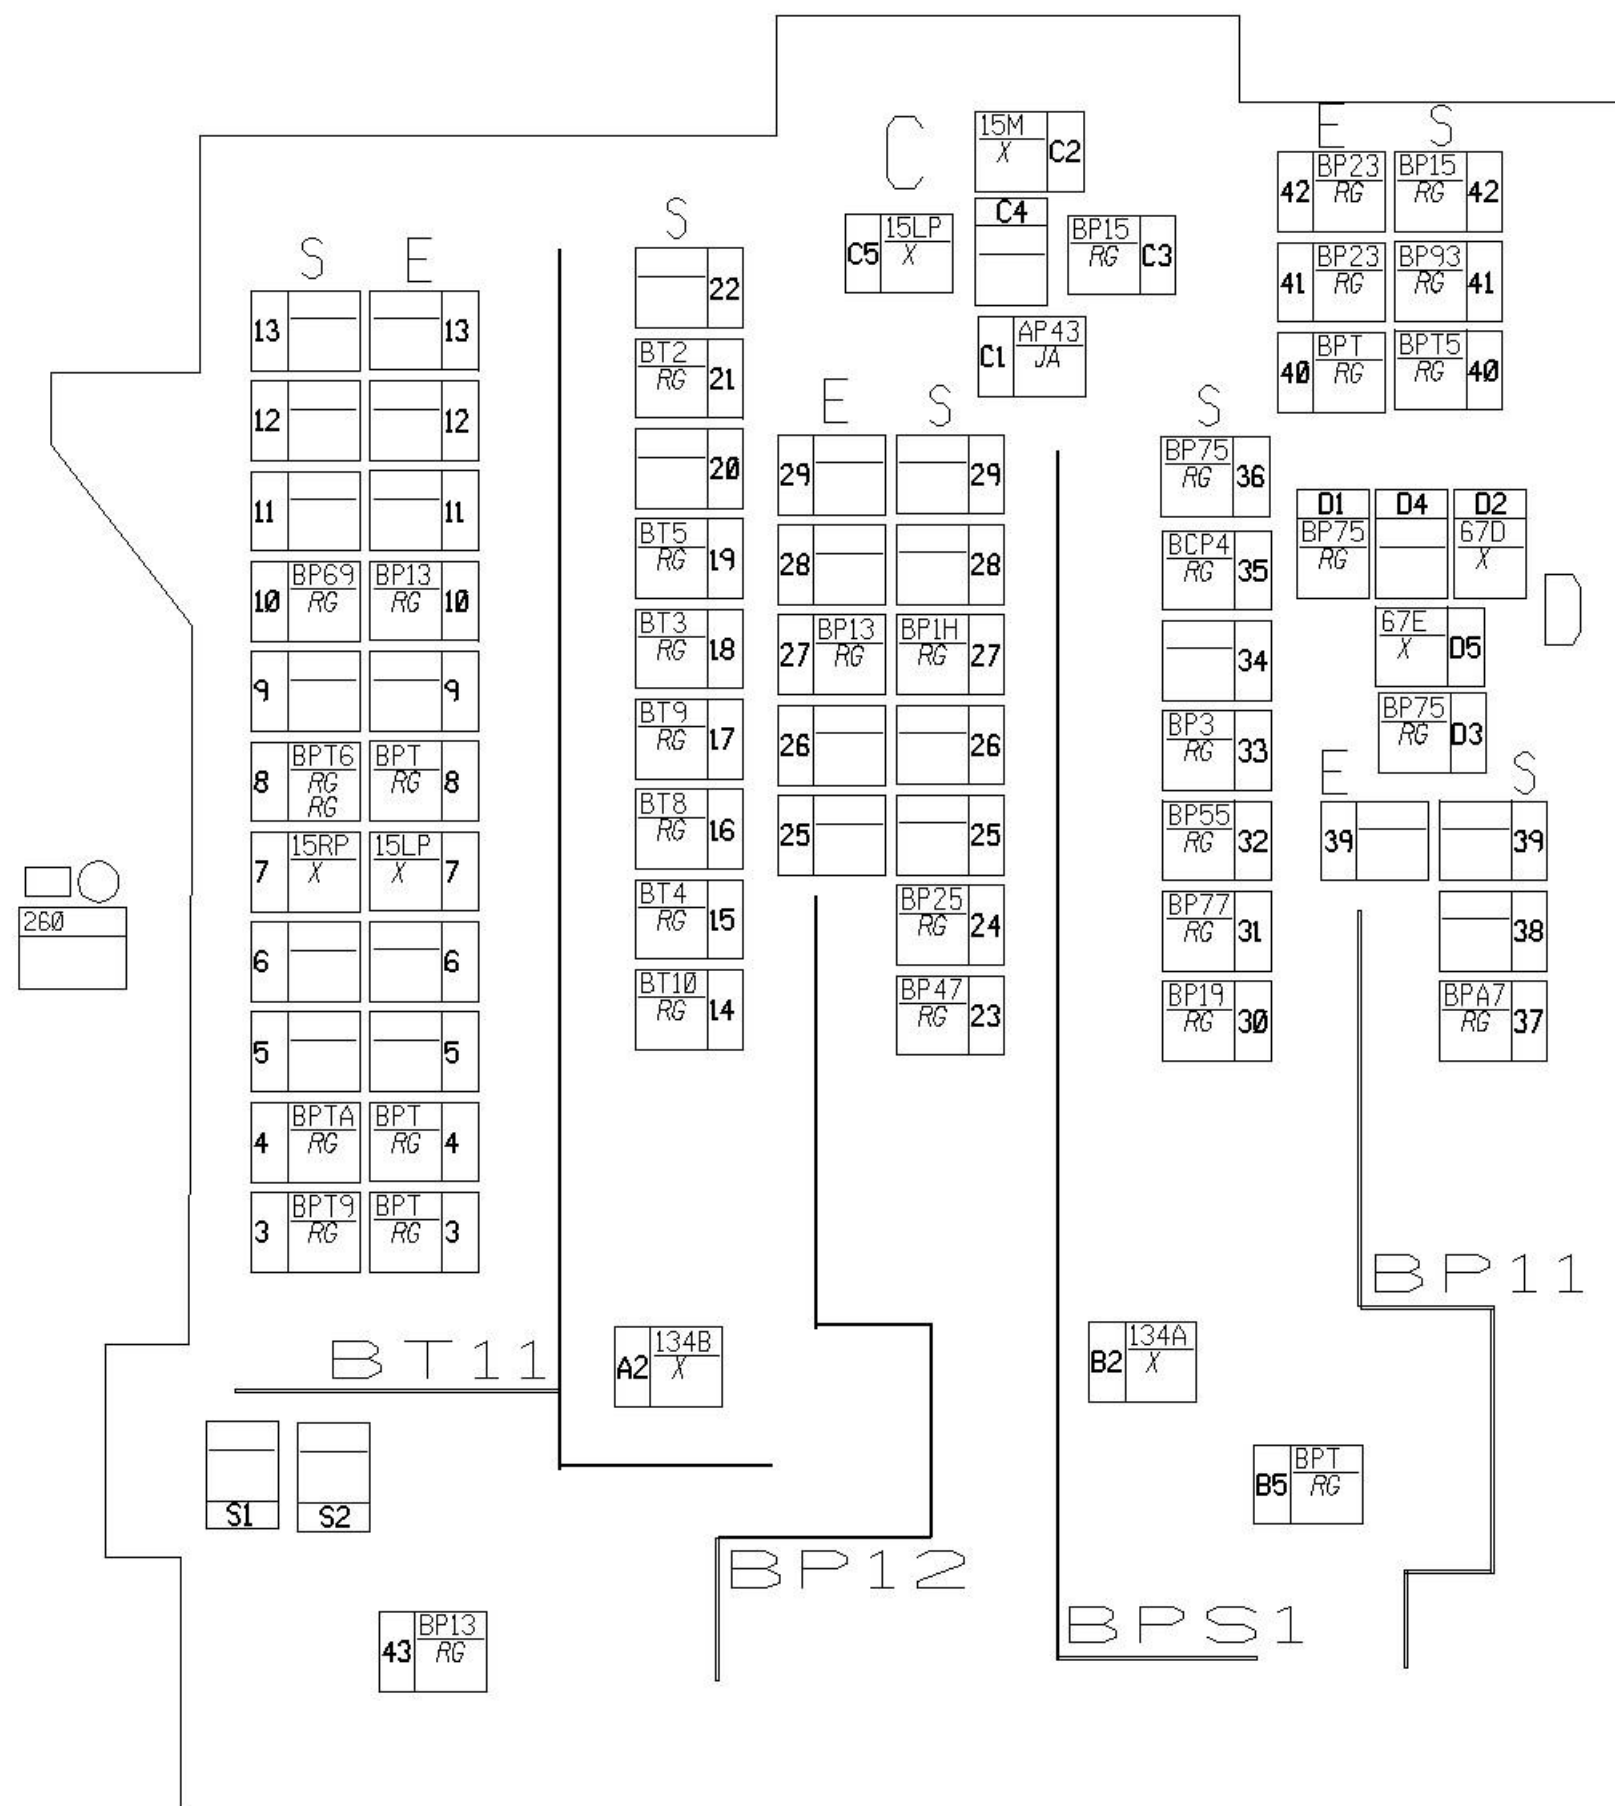 E S
15M
X C2
C
42 BP23
RG
BP15
RG 42
C4
C5 15LP
X
BP15
RG C3
S
41 BP23
RG
BP93
RG 41
S E
22
C1 AP43
JA
40 BPT
RG
BPT5
RG 40
13 13
BT2
RG 21
E S
S
12 12
20
29 29
BP75
RG 36
11 11
D1 D4 D2
BP75
RG
67D
X
BT5
RG 19
28 28
BCP4
RG 35
10 BP69
RG
BP13
RG 10
BT3
RG 18
27 BP13
RG
BP1H
RG 27
34
67E
X D5
9 9
BT9
RG 17
26 26
BP3
RG 33
BP75
RG D3
8 BPT6
RG
RG
BPT
RG 8
E S
BT8
RG 16
25 25
BP55
RG 32
39 39
7 15RP
X
15LP
X 7
260
BT4
RG 15
BP25
RG 24
BP77
RG 31
38
6 6
BT10
RG 14
BP47
RG 23
BP19
RG 30
BPA7
RG 37
5 5
4 BPTA
RG
BPT
RG 4
3 BPT9
RG
BPT
RG 3
BP11
BT11
A2 134B
X
B2 134A
X
S1 S2
B5 BPT
RG
BP12
BPS1
43 BP13
RG